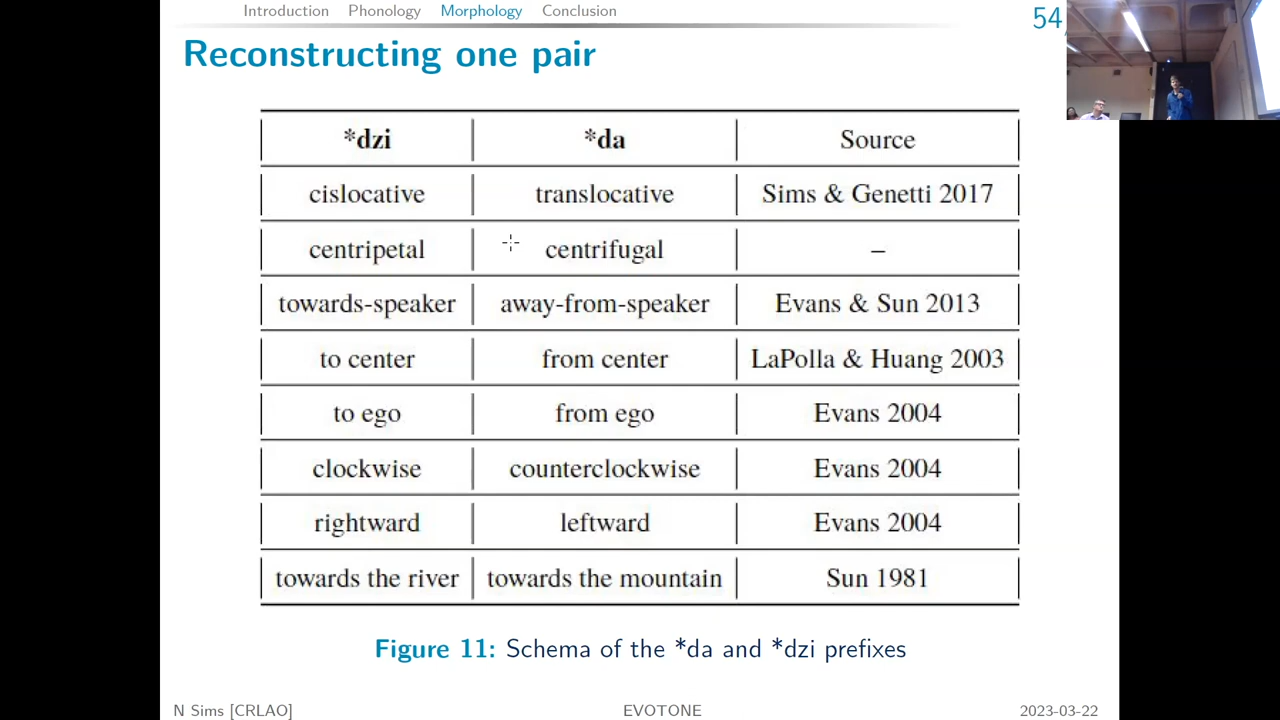 Introduction Phonology Morphology Conclusion
54
Reconstructing one pair
*dzi *da Source
cislocative translocative Sims & Genetti 2017
centripetal centrifugal –
towards-speaker away-from-speaker Evans & Sun 2013
to center from center LaPolla & Huang 2003
to ego from ego Evans 2004
clockwise counterclockwise Evans 2004
rightward leftward Evans 2004
towards the river towards the mountain Sun 1981
Figure 11: Schema of the *da and *dzi prefixes
N Sims [CRLAO] EVOTONE 2023-03-22